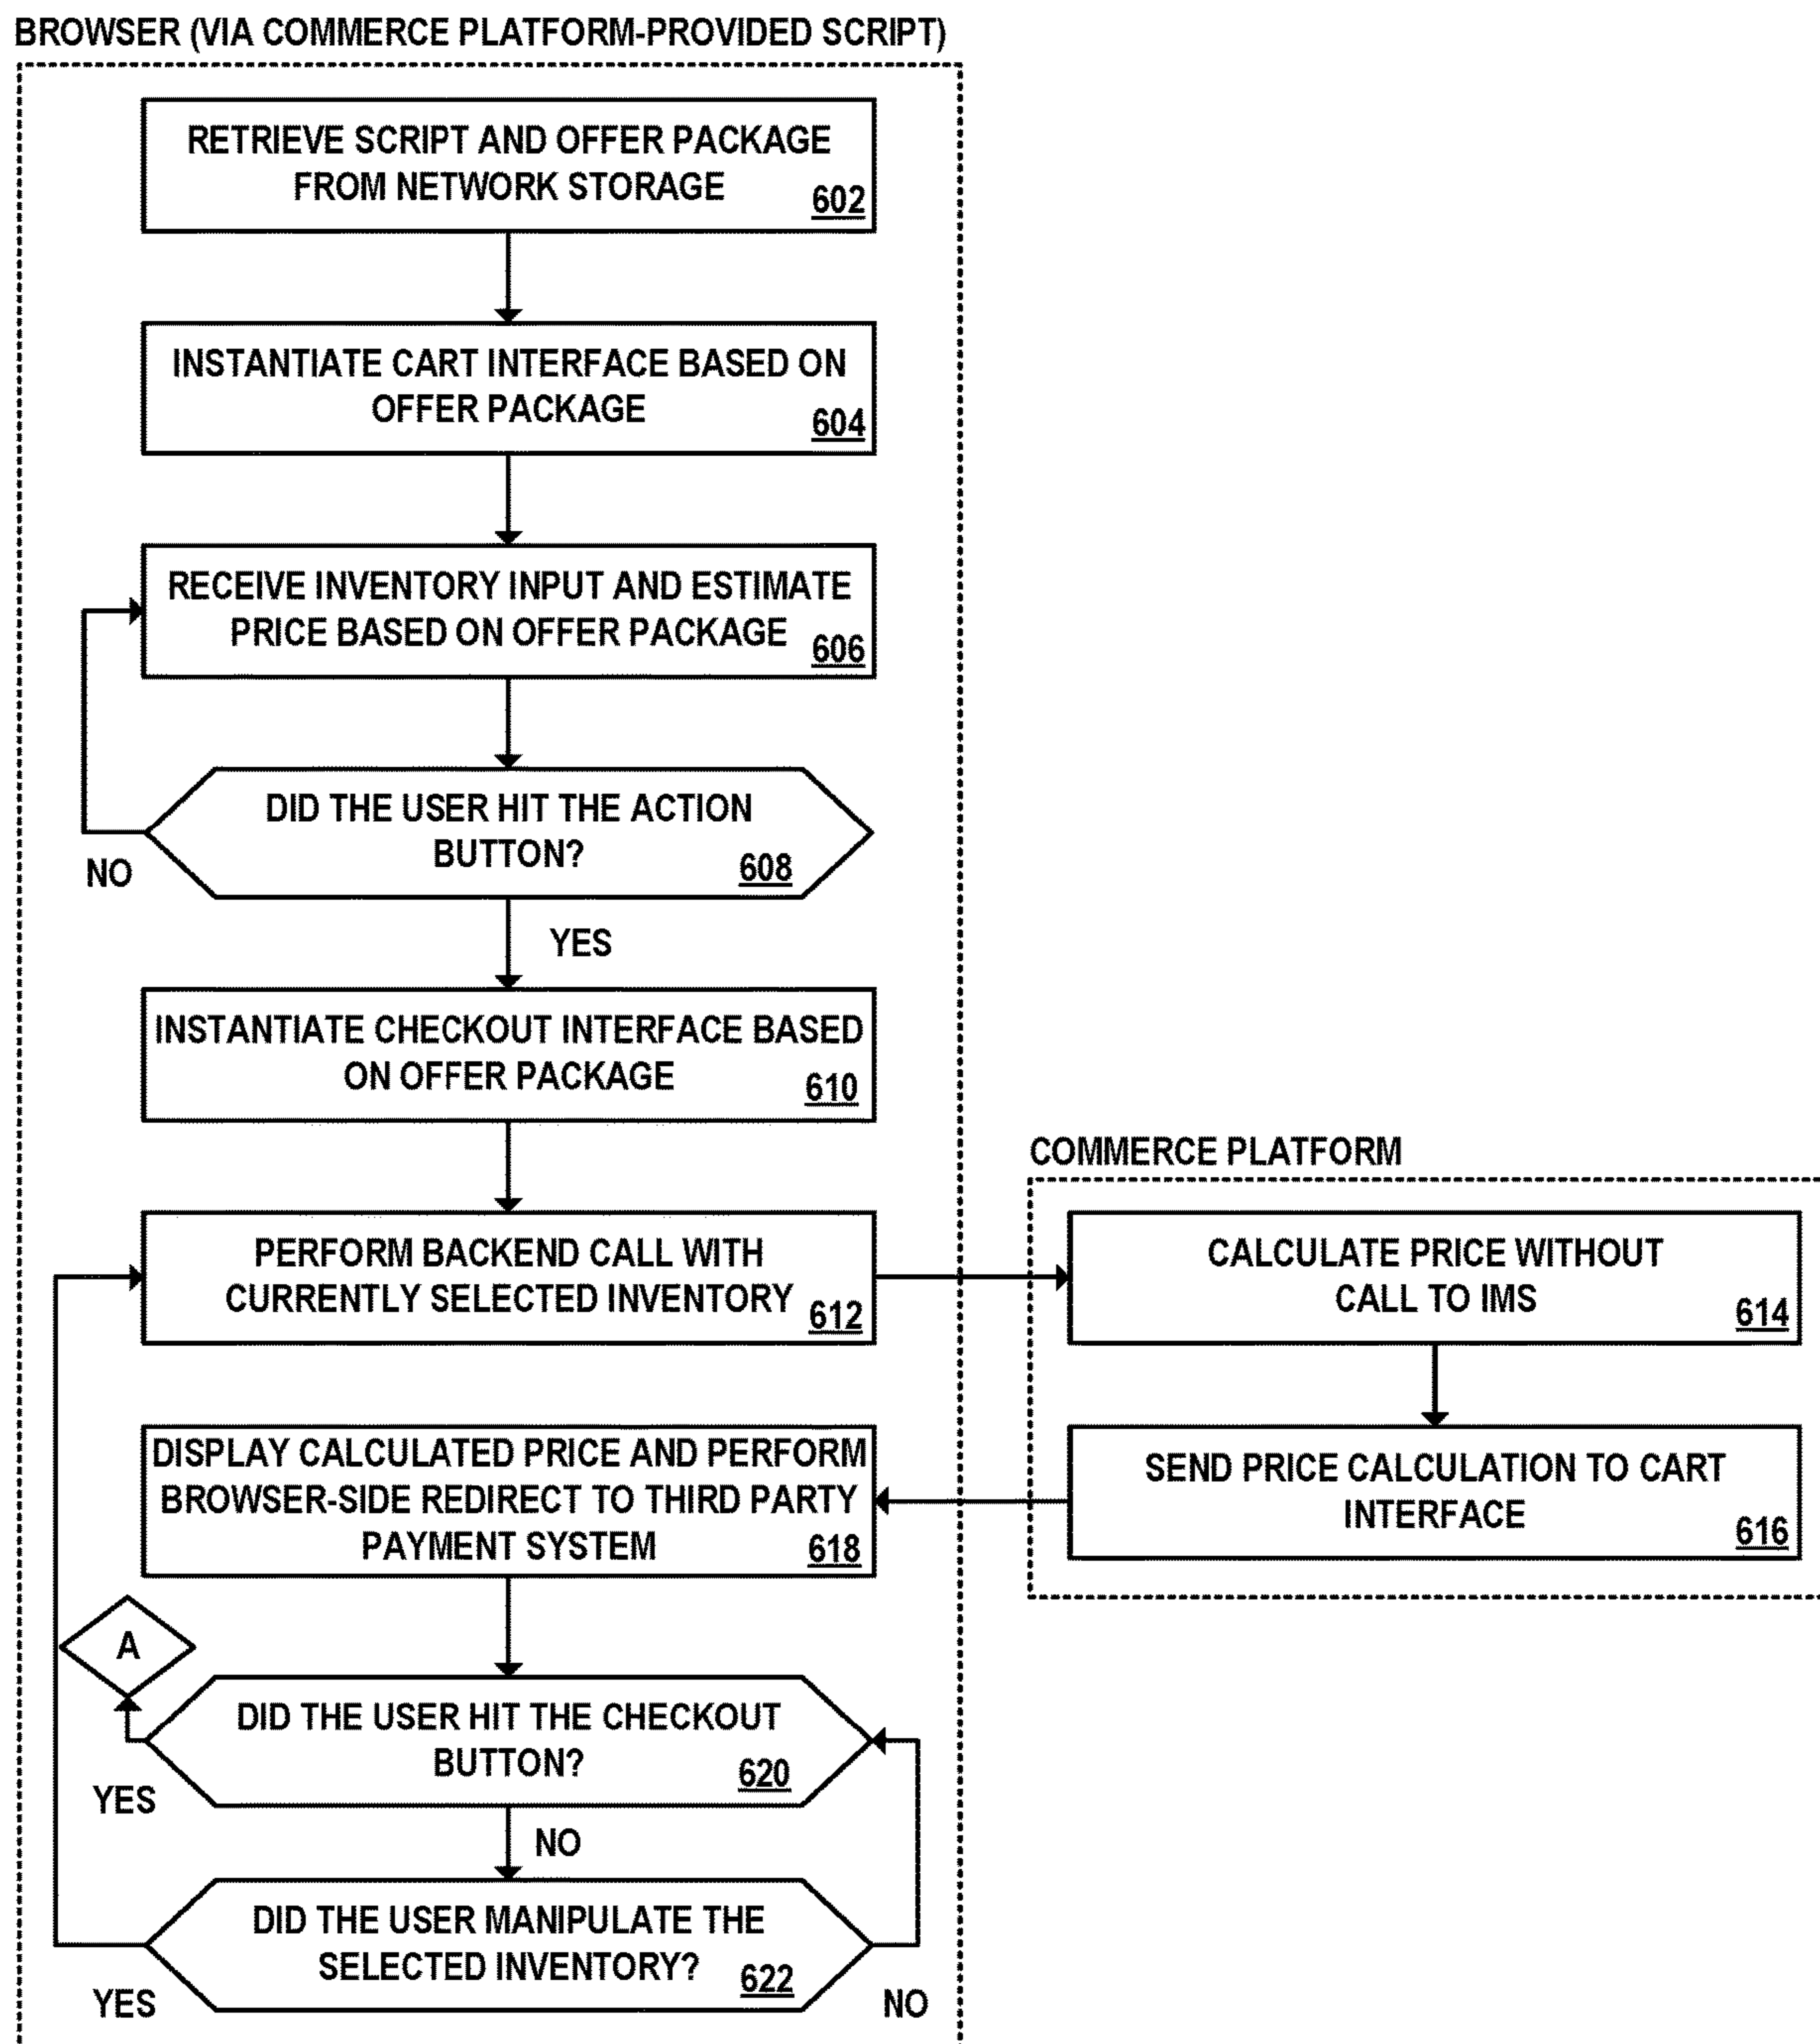 BROWSER (VIA COMMERCE PLATFORM-PROVIDED SCRIPT)
RETRIEVE SCRIPT AND OFFER PACKAGE
FROM NETWORK STORAGE
602
INSTANTIATE CART INTERFACE BASED ON
OFFER PACKAGE
604
RECEIVE INVENTORY INPUT AND ESTIMATE
PRICE BASED ON OFFER PACKAGE
606
DID THE USER HIT THE ACTION
BUTTON?
608
NO
YES
INSTANTIATE CHECKOUT INTERFACE BASED
ON OFFER PACKAGE
610
PERFORM BACKEND CALL WITH
CURRENTLY SELECTED INVENTORY
612
COMMERCE PLATFORM
CALCULATE PRICE WITHOUT
CALL TO IMS
614
SEND PRICE CALCULATION TO CART
INTERFACE
616
DISPLAY CALCULATED PRICE AND PERFORM
BROWSER-SIDE REDIRECT TO THIRD PARTY
PAYMENT SYSTEM
618
A
DID THE USER HIT THE CHECKOUT
BUTTON?
620
YES
NO
DID THE USER MANIPULATE THE
SELECTED INVENTORY?
622
YES
NO